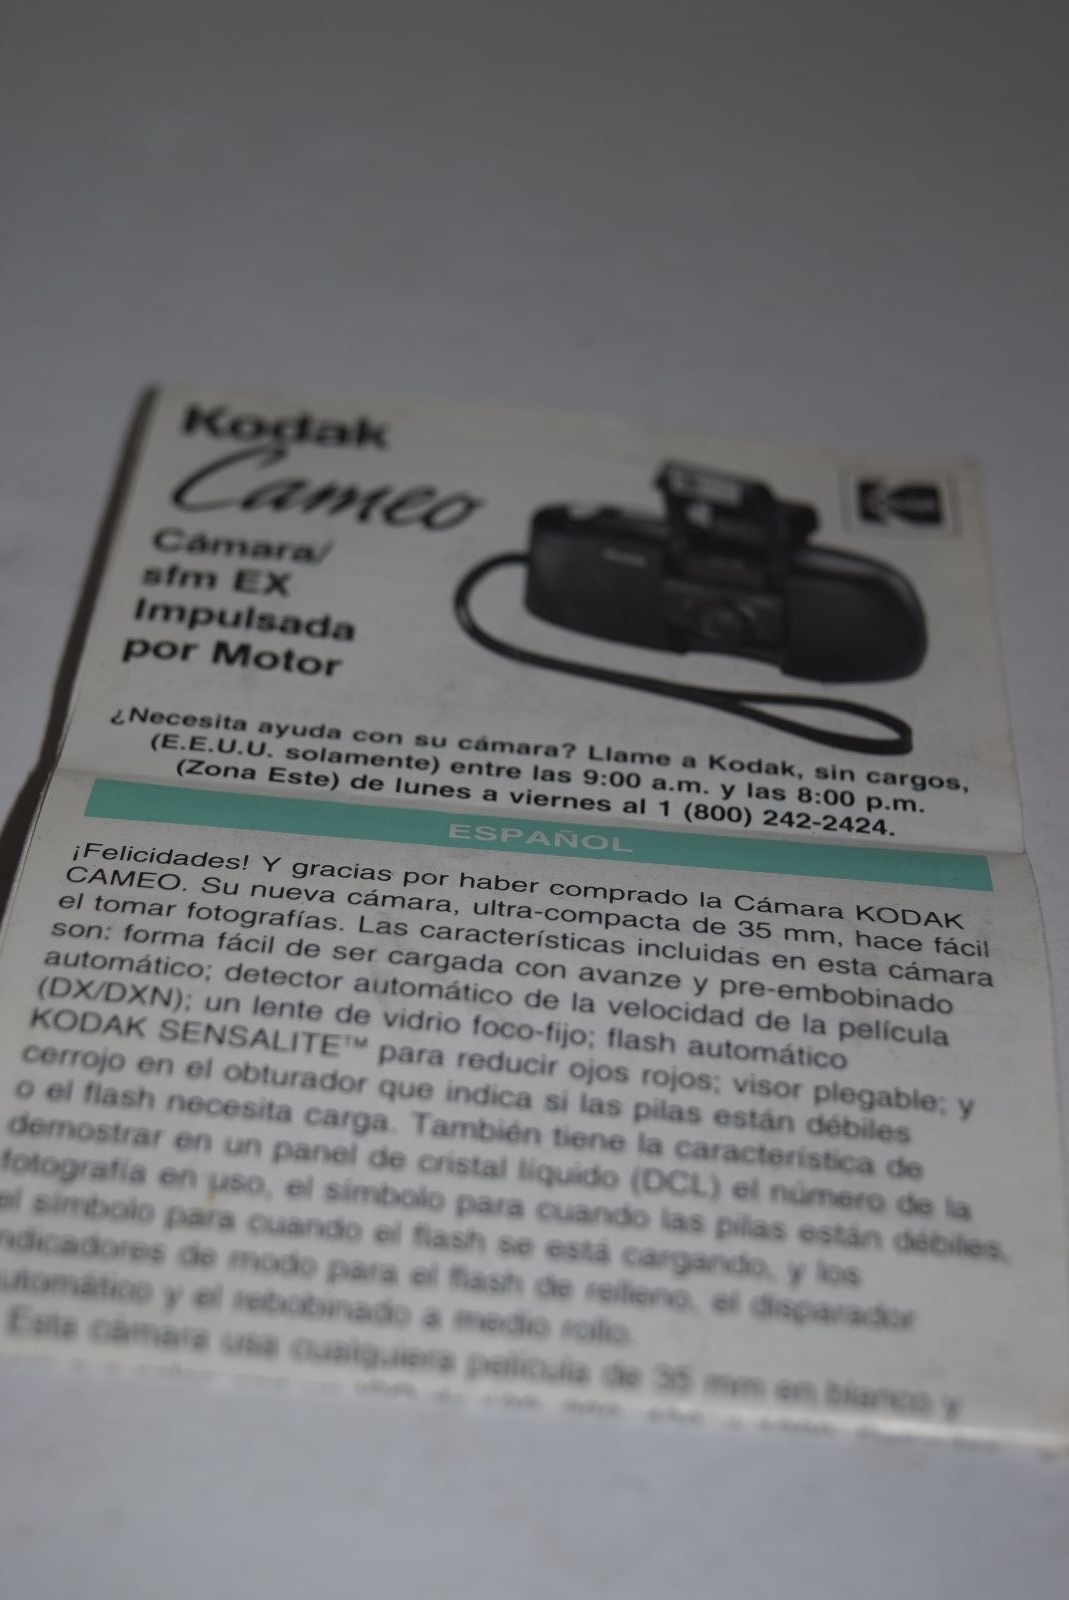 Kodak
Cameo
Cámara/
sfm EX
Impulsada
por Motor
¿Necesita ayuda con su cámara? Llame a Kodak, sin cargos,
(E.E.U.U. solamente) entre las 9:00 a.m. y las 8:00 p.m.
(Zona Este) de lunes a viernes al 1 (800) 242-2424.
ESPAÑOL
¡Felicidades! Y gracias por haber comprado la Cámara KODAK
CAMEO. Su nueva cámara, ultra-compacta de 35 mm, hace fácil
el tomar fotografías. Las características incluidas en esta cámara
son: forma fácil de ser cargada con avanze y pre-embobinado
automático; detector automático de la velocidad de la película
(DX/DXN); un lente de vidrio foco-fijo; flash automático
KODAK SENSALITE™ para reducir ojos rojos; visor plegable; y
cerrojo en el obturador que indica si las pilas están débiles
o el flash necesita carga. También tiene la característica de
demostrar en un panel de cristal líquido (DCL) el número de la
fotografía en uso, el símbolo para cuando las pilas están débiles,
el símbolo para cuando el flash se está cargando, y los
ndicadores de modo para el flash de relleno, el disparador
utomático y el rebobinado a medio rollo.
Esta cámara usa cualquiera película de 35 mm en blanco y